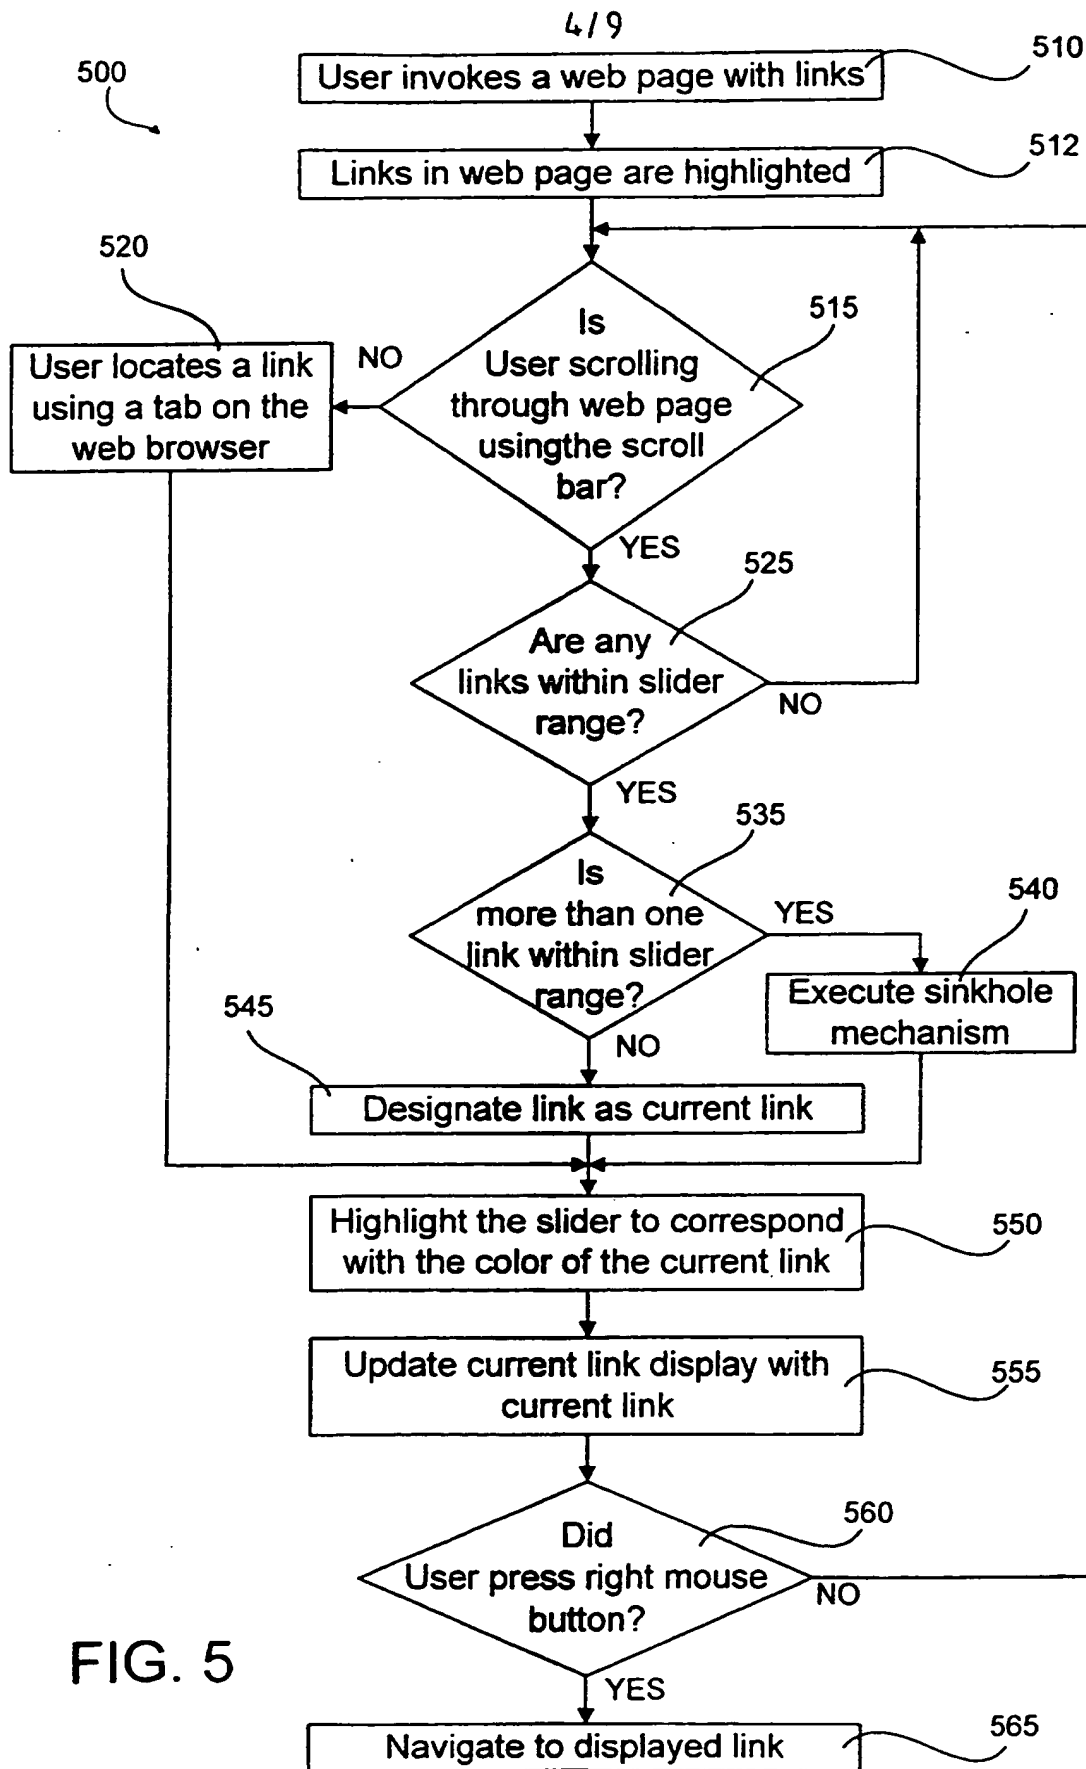 4/9
510
User invokes a web page with links
500
512
Links in web page are highlighted
520
515
Is
User scrolling
through web page
usingthe scroll
bar?
NO
User locates a link
using a tab on the
web browser
YES
525
Are any
links within slider
range?
NO
YES
535
Is
more than one
link within slider
range?
YES
540
Execute sinkhole
mechanism
545
NO
Designate link as current link
Highlight the slider to correspond
with the color of the current link
550
Update current link display with
current link
555
560
Did
User press right mouse
button?
NO
FIG. 5
YES
565
Navigate to displayed link